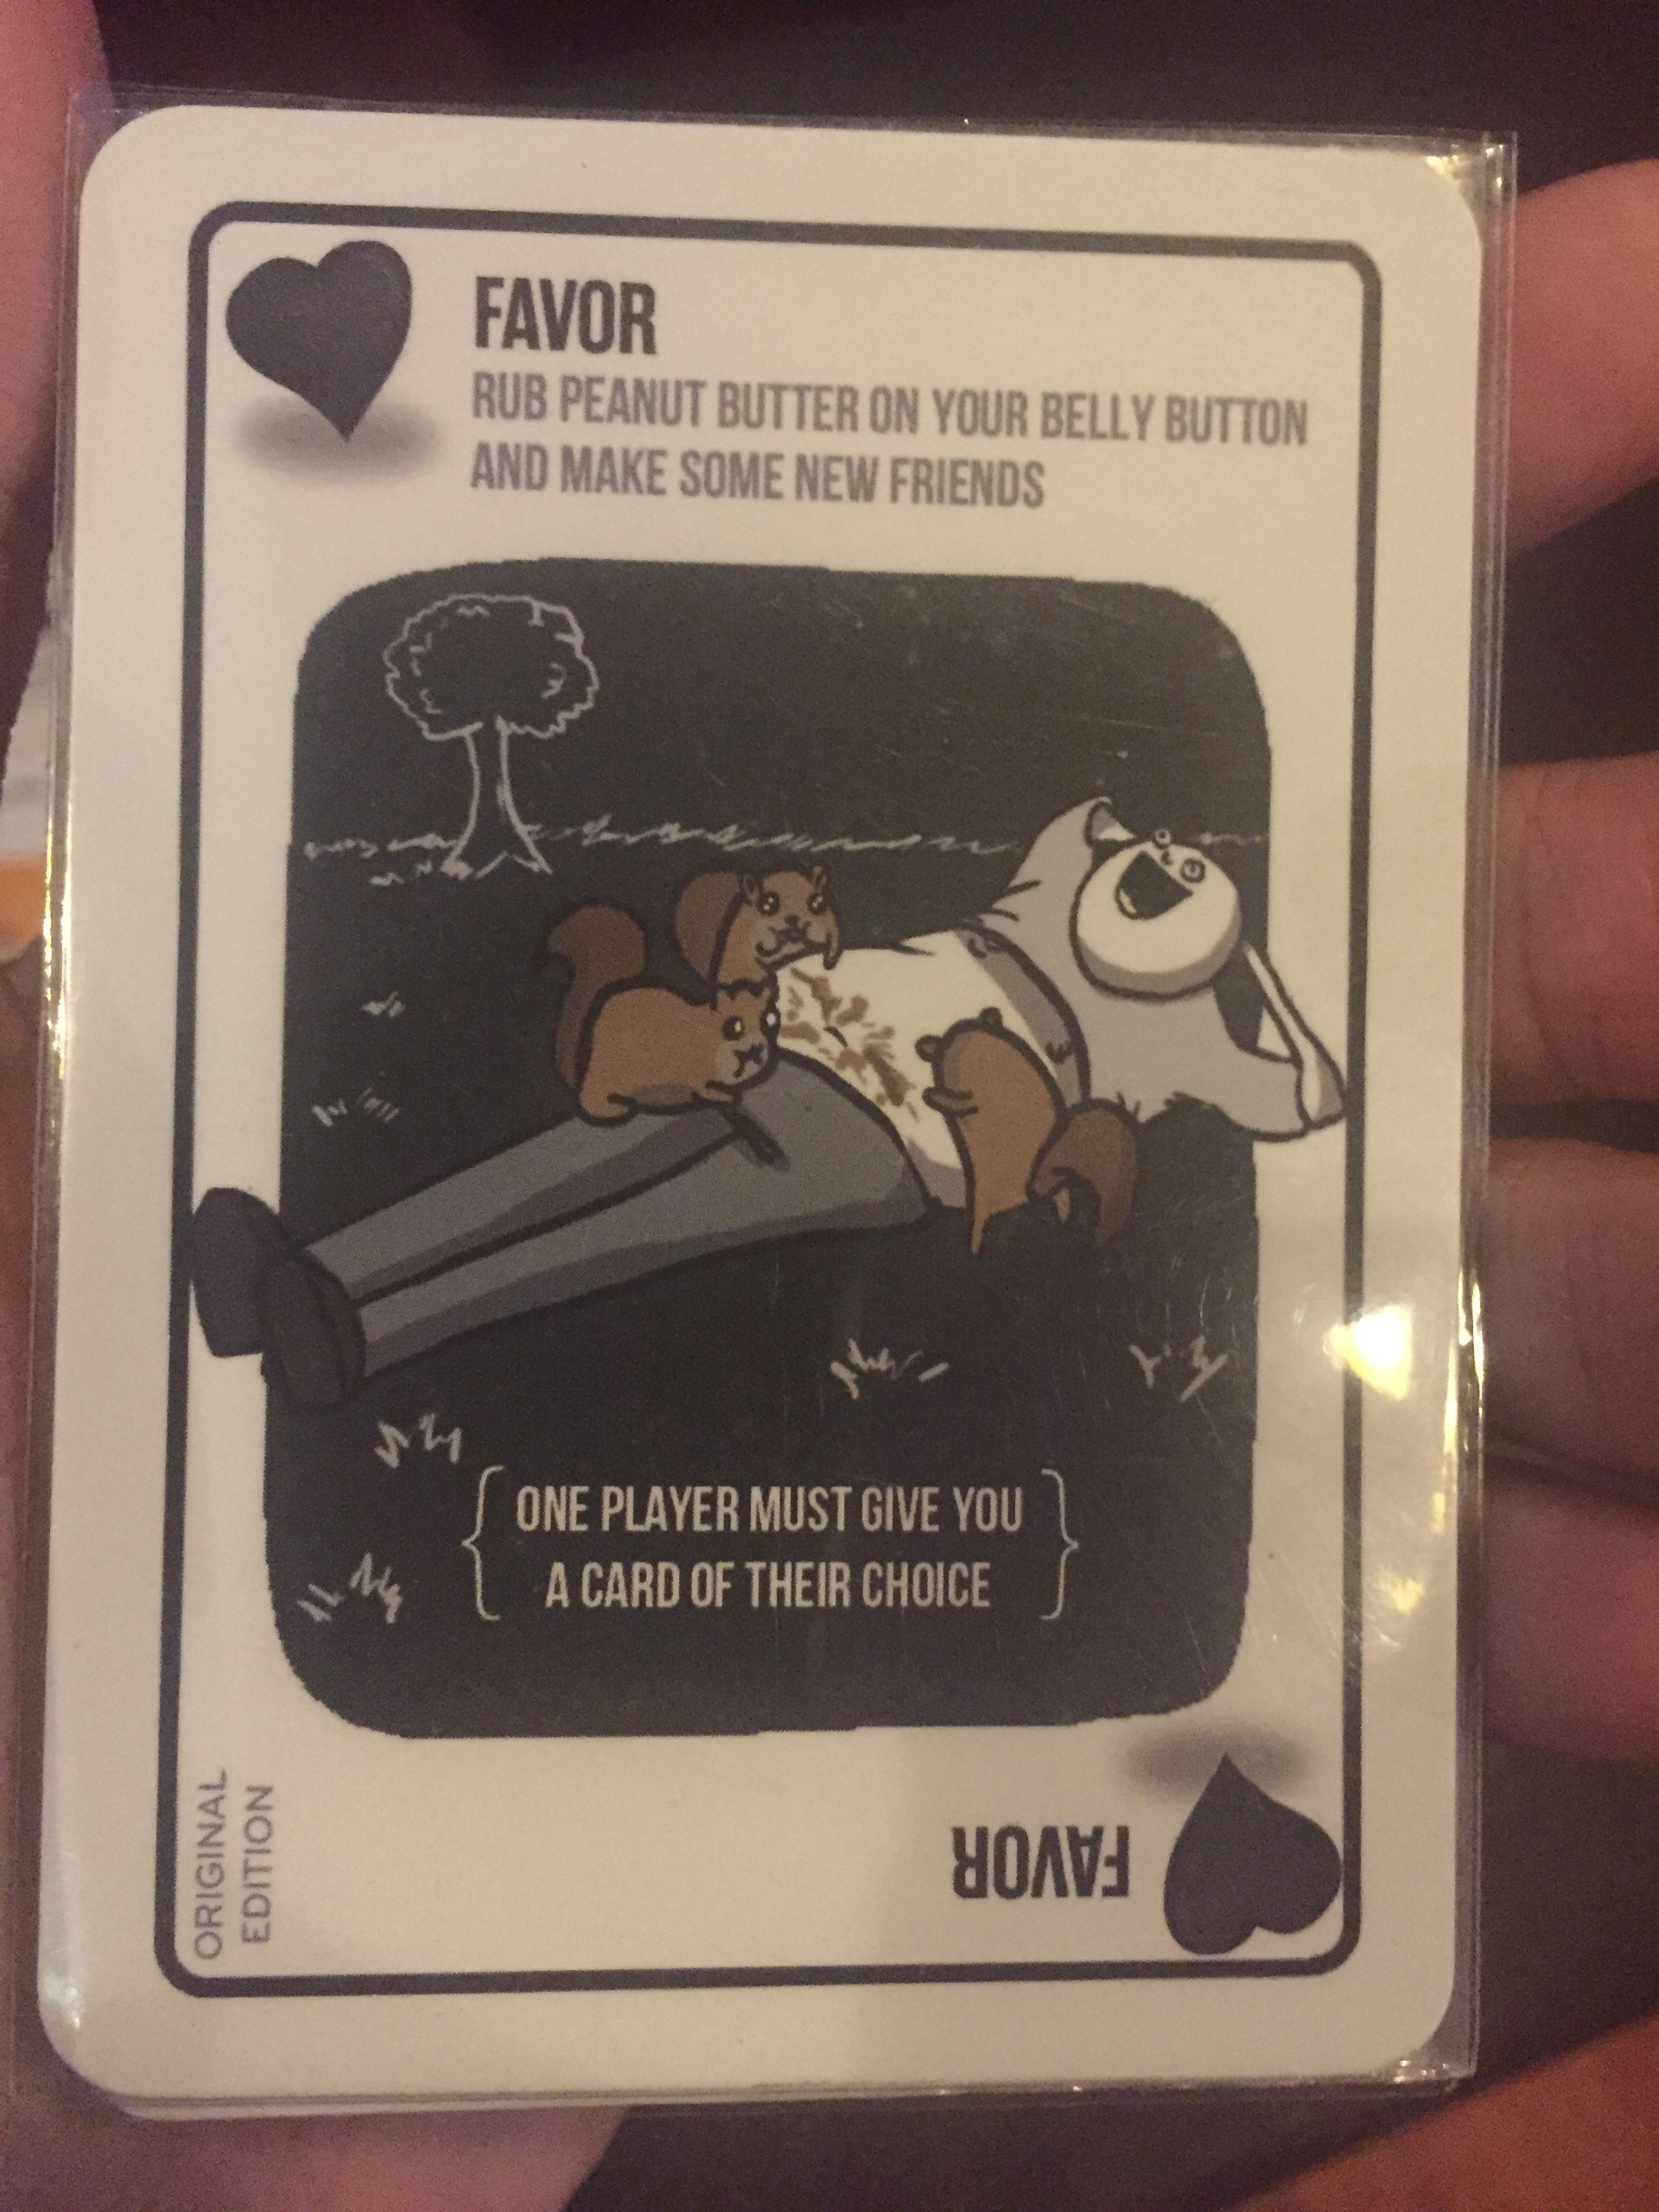 FAVOR
RUB PEANUT BUTTER ON YOUR BELLY BUTTON
AND MAKE SOME NEW FRIENDS
ONE PLAYER MUST GIVE YOU
A CARD OF THEIR CHOICE
ORIGINAL
EDITION
FAVOR